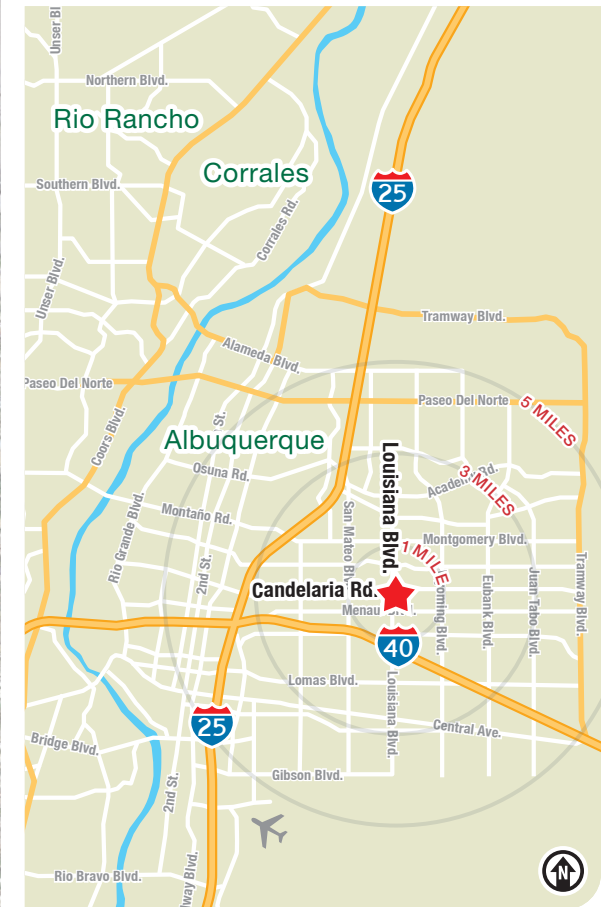 Unser Blvd.
Northern Blvd.
Rio Rancho
Corrales
Southern Blvd.
25
Corrales Rd.
Unser Blvd.
Tramway Blvd.
Alameda Blvd.
Paseo Del Norte
Paseo Del Norte
5 MILES
Coors Blvd.
St.
Albuquerque
Louisiana Blvd.
Osuna Rd.
Academy Rd.
3 MILES
Rio Grande Blvd.
Montaño Rd.
San Mateo Blvd.
Montgomery Blvd.
1 MILE
2nd St.
Candelaria Rd.
Menaul Blvd.
Wyoming Blvd.
Eubank Blvd.
Juan Tabo Blvd.
Tramway Blvd.
40
Lomas Blvd.
Louisiana Blvd.
25
Central Ave.
Bridge Blvd.
Gibson Blvd.
2nd St.
Rio Bravo Blvd.
Blvd.
N